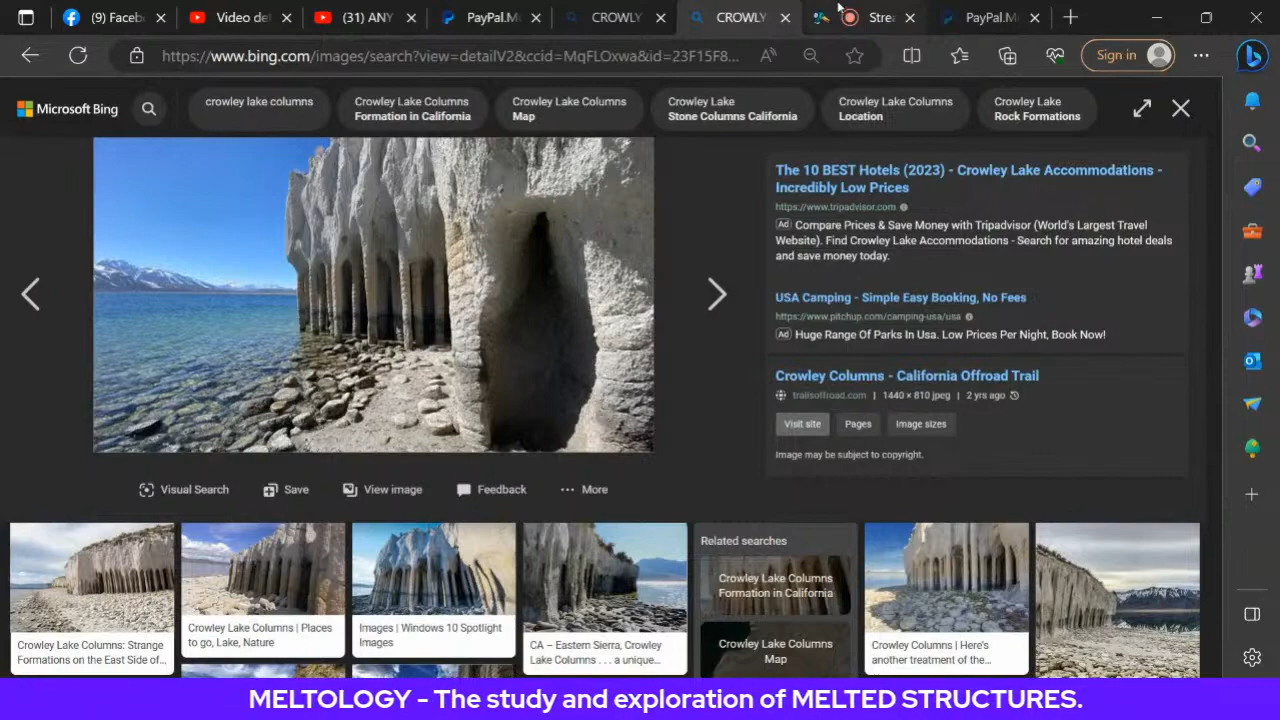 (9) Faceb
Video de
(31) ANY
PayPal.M
CROWLY
CROWLY
Stre
PayPal.M
https://www.bing.com/images/search?view=detailV2&ccid=MqFLOxwa&id=23F15F8...
Sign in
Microsoft Bing
crowley lake columns
Crowley Lake Columns
Formation in California
Crowley Lake Columns
Map
Crowley Lake
Stone Columns California
Crowley Lake Columns
Location
Crowley Lake
Rock Formations
The 10 BEST Hotels (2023) - Crowley Lake Accommodations -
Incredibly Low Prices
https://www.tripadvisor.com
Ad Compare Prices & Save Money with Tripadvisor (World's Largest Travel
Website). Find Crowley Lake Accommodations - Search for amazing hotel deals
and save money today.
USA Camping - Simple Easy Booking, No Fees
https://www.pitchup.com/camping-usa/usa
Ad Huge Range Of Parks In Usa. Low Prices Per Night, Book Now!
Crowley Columns - California Offroad Trail
trailsoffroad.com | 1440 × 810 jpeg | 2 yrs ago
Visit site
Pages
Image sizes
Image may be subject to copyright.
Visual Search
Save
View image
Feedback
More
Crowley Lake Columns: Strange
Formations on the East Side of...
Crowley Lake Columns | Places
to go, Lake, Nature
Images | Windows 10 Spotlight
Images
CA – Eastern Sierra, Crowley
Lake Columns . . . a unique...
Related searches
Crowley Lake Columns
Formation in California
Crowley Lake Columns
Map
Crowley Columns | Here's
another treatment of the...
MELTOLOGY - The study and exploration of MELTED STRUCTURES.